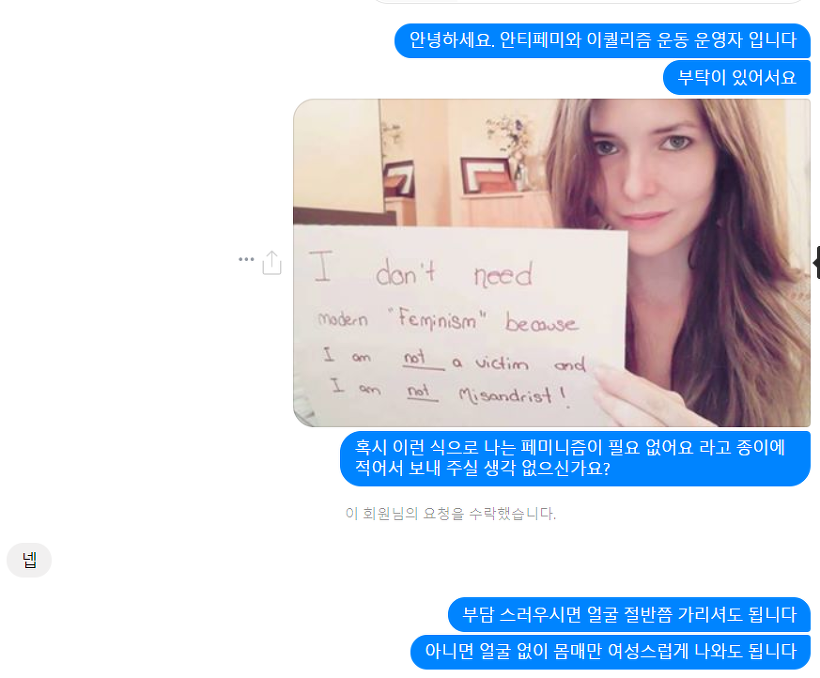 안녕하세요. 안티페미와 이퀄리즘 운동 운영자 입니다
부탁이 있어서요
I don't need
modern "Feminism" because
I am not a victim and
I am not Misandrist!
혹시 이런 식으로 나는 페미니즘이 필요 없어요 라고 종이에
적어서 보내 주실 생각 없으신가요?
이 회원님의 요청을 수락했습니다.
넵
부담 스러우시면 얼굴 절반쯤 가리셔도 됩니다
아니면 얼굴 없이 몸매만 여성스럽게 나와도 됩니다